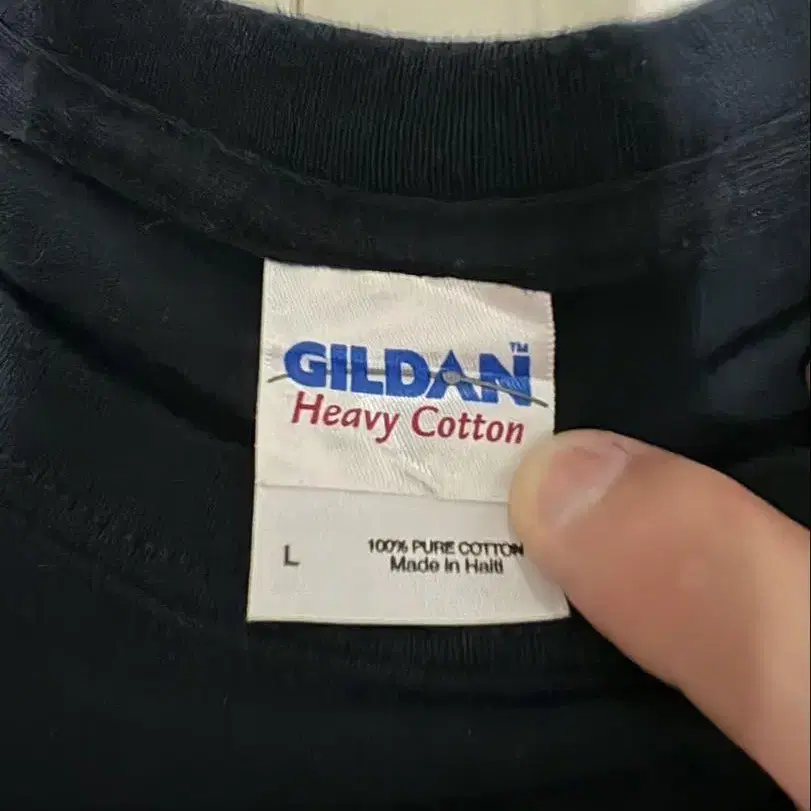 GILDAN™
Heavy Cotton
L
100% PURE COTTON
Made in Haiti